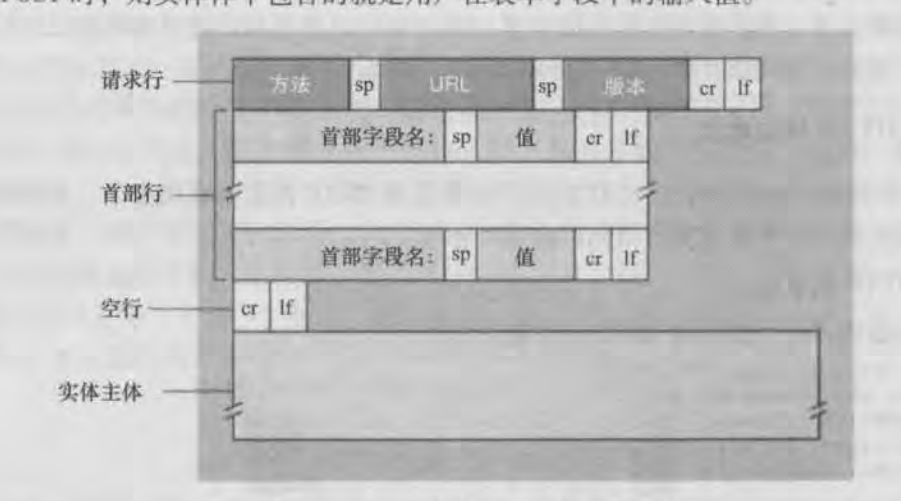 时，则实体体中包含的就是用户在表单字段中的输入值。
请求行 方法 sp URL sp 版本 cr lf
首部字段名: sp 值 cr lf
首部行
首部字段名: sp 值 cr lf
空行 cr lf
实体主体